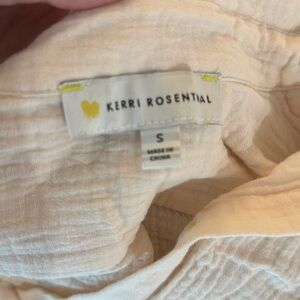 KERRI ROSENTHAL
S
MADE IN
CHINA